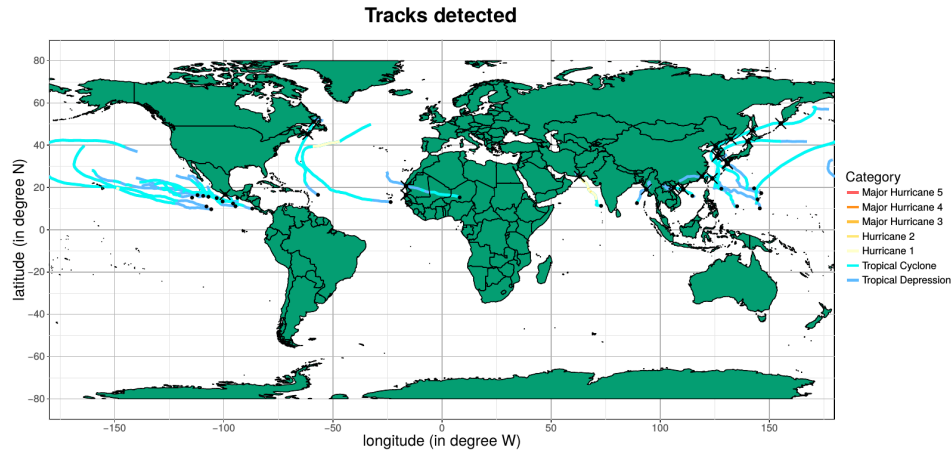 Tracks detected
latitude (in degree N)
80
60
40
20
0
−20
−40
−60
−80
−150
−100
−50
0
50
100
150
longitude (in degree W)
Category
Major Hurricane 5
Major Hurricane 4
Major Hurricane 3
Hurricane 2
Hurricane 1
Tropical Cyclone
Tropical Depression